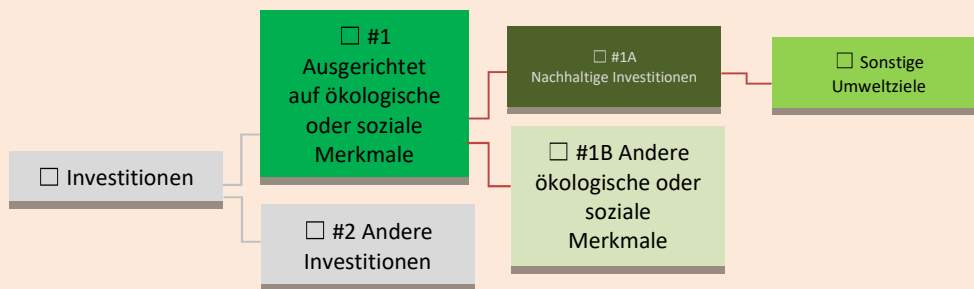 ☐ Investitionen
☐ #1
Ausgerichtet
auf ökologische
oder soziale
Merkmale
☐ #2 Andere
Investitionen
☐ #1A
Nachhaltige Investitionen
☐ #1B Andere
ökologische oder
soziale
Merkmale
☐ Sonstige
Umweltziele